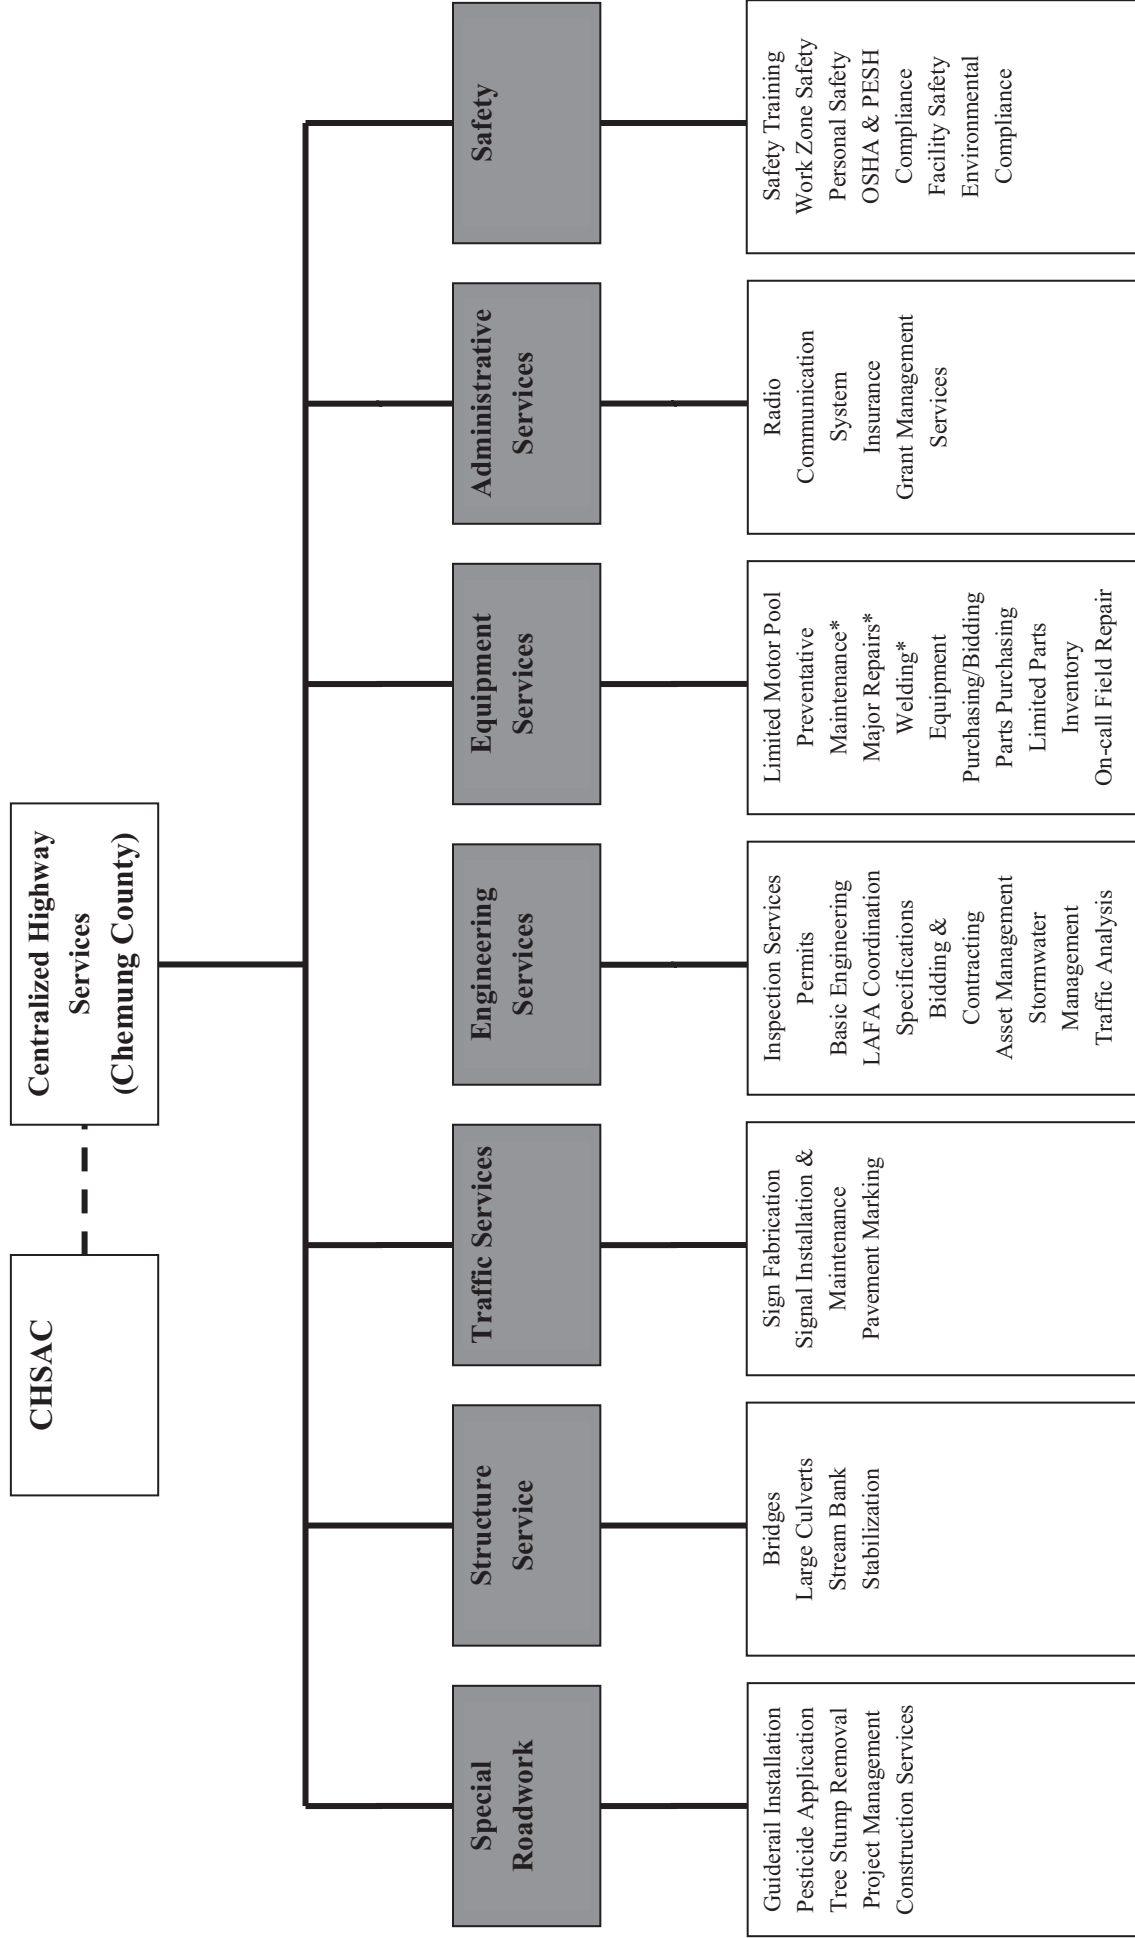 CHSAC
Centralized Highway
Services
(Chemung County)
Special
Roadwork
Structure
Service
Traffic Services
Engineering
Services
Equipment
Services
Administrative
Services
Safety
Guiderail Installation
Pesticide Application
Tree Stump Removal
Project Management
Construction Services
Bridges
Large Culverts
Stream Bank
Stabilization
Sign Fabrication
Signal Installation &
Maintenance
Pavement Marking
Inspection Services
Permits
Basic Engineering
LAFA Coordination
Specifications
Bidding &
Contracting
Asset Management
Stormwater
Management
Traffic Analysis
Limited Motor Pool
Preventative
Maintenance*
Major Repairs*
Welding*
Equipment
Purchasing/Bidding
Parts Purchasing
Limited Parts
Inventory
On-call Field Repair
Radio
Communication
System
Insurance
Grant Management
Services
Safety Training
Work Zone Safety
Personal Safety
OSHA & PESH
Compliance
Facility Safety
Environmental
Compliance